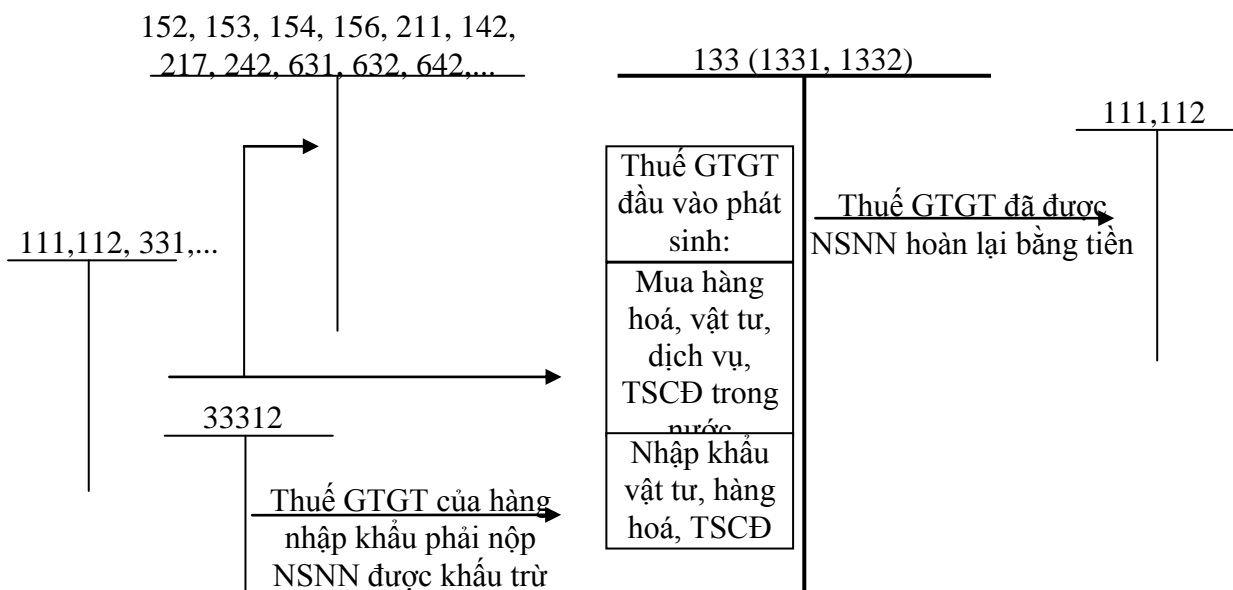 152, 153, 154, 156, 211, 142,
217, 242, 631, 632, 642,...
133 (1331, 1332)
111,112
Thuế GTGT
đầu vào phát
sinh:
Thuế GTGT đã được
NSNN hoàn lại bằng tiền
111,112, 331,...
Mua hàng
hoá, vật tư,
dịch vụ,
TSCĐ trong
nước
33312
Nhập khẩu
vật tư, hàng
hoá, TSCĐ
Thuế GTGT của hàng
nhập khẩu phải nộp
NSNN được khấu trừ